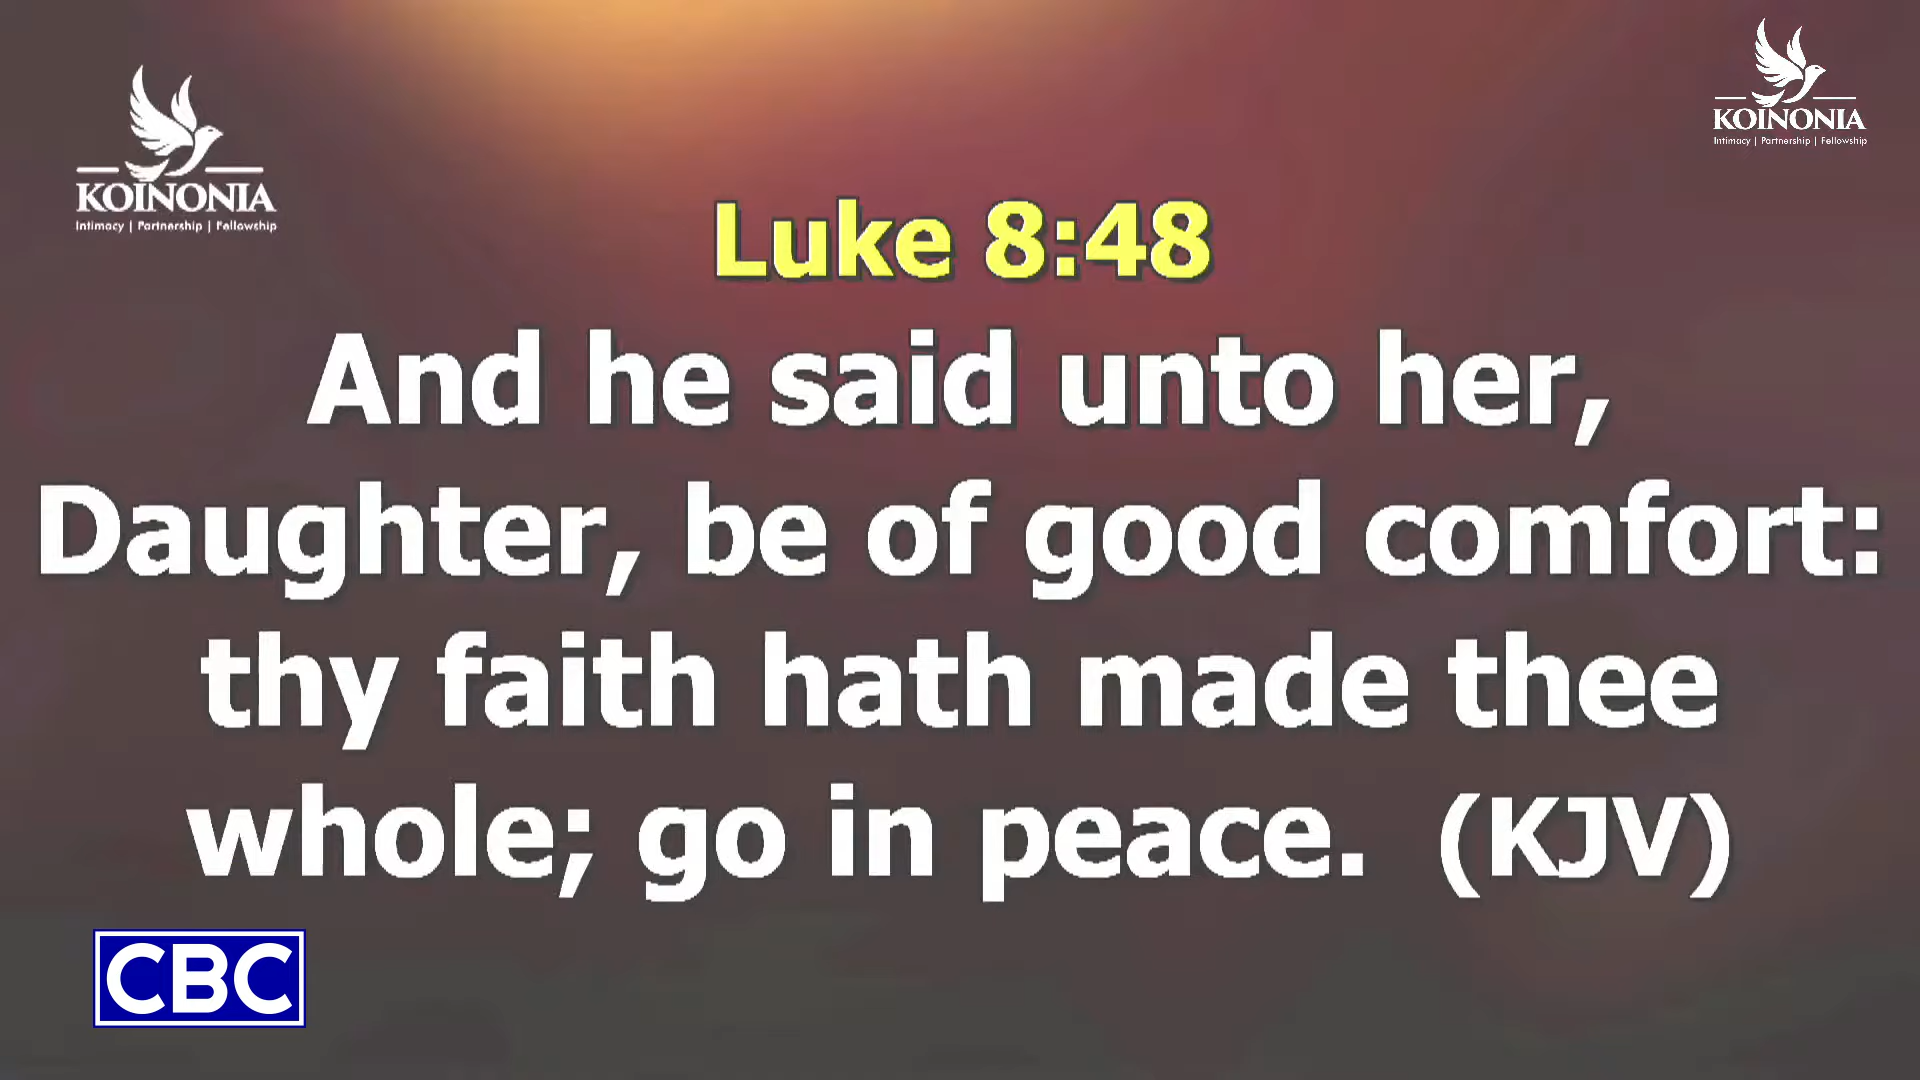 KOINONIA
Intimacy | Partnership | Fellowship
KOINONIA
Intimacy | Partnership | Fellowship
Luke 8:48
And he said unto her,
Daughter, be of good comfort:
thy faith hath made thee
whole; go in peace. (KJV)
CBC